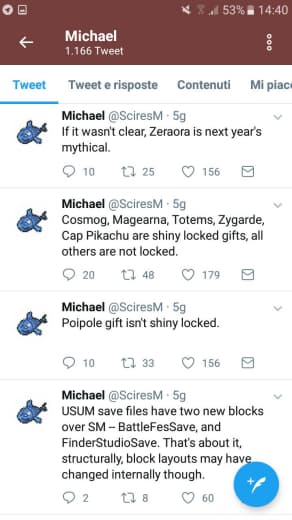 53% 14:40
Michael
1.166 Tweet
Tweet Tweet e risposte Contenuti Mi piac
Michael @SciresM · 5g
If it wasn't clear, Zeraora is next year's
mythical.
10 25 156
Michael @SciresM · 5g
Cosmog, Magearna, Totems, Zygarde,
Cap Pikachu are shiny locked gifts, all
others are not locked.
20 48 179
Michael @SciresM · 5g
Poipole gift isn't shiny locked.
10 33 156
Michael @SciresM · 5g
USUM save files have two new blocks
over SM -- BattleFesSave, and
FinderStudioSave. That's about it,
structurally, block layouts may have
changed internally though.
2 8 60